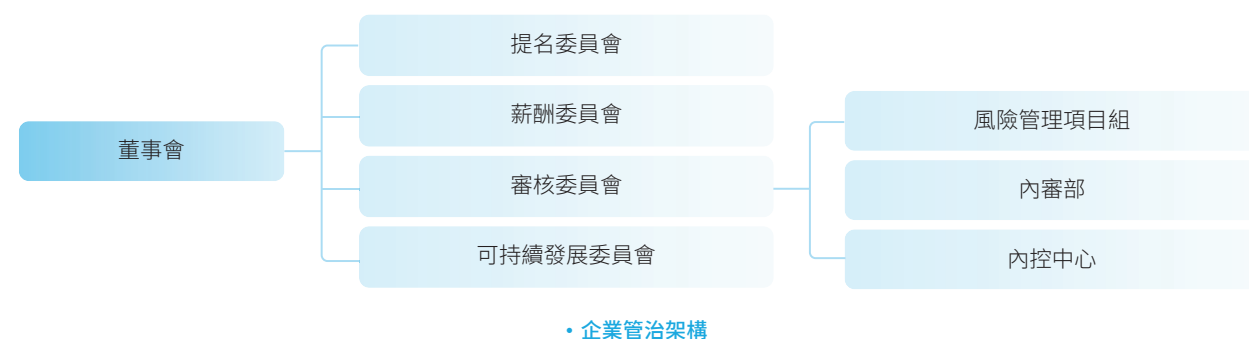 董事會
提名委員會
薪酬委員會
審核委員會
可持續發展委員會
風險管理項目組
內審部
內控中心
•企業管治架構